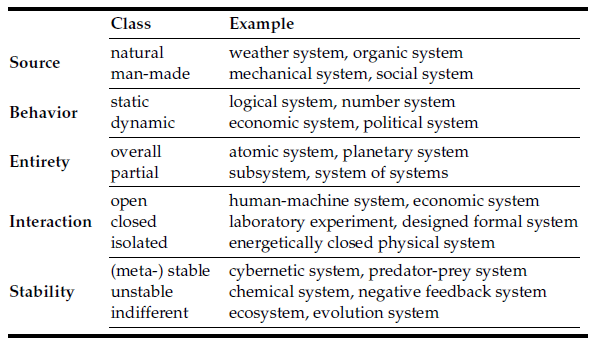 Class Example
Source natural weather system, organic system
man-made mechanical system, social system
Behavior static logical system, number system
dynamic economic system, political system
Entirety overall atomic system, planetary system
partial subsystem, system of systems
open human-machine system, economic system
Interaction closed laboratory experiment, designed formal system
isolated energetically closed physical system
(meta-) stable cybernetic system, predator-prey system
Stability unstable chemical system, negative feedback system
indifferent ecosystem, evolution system